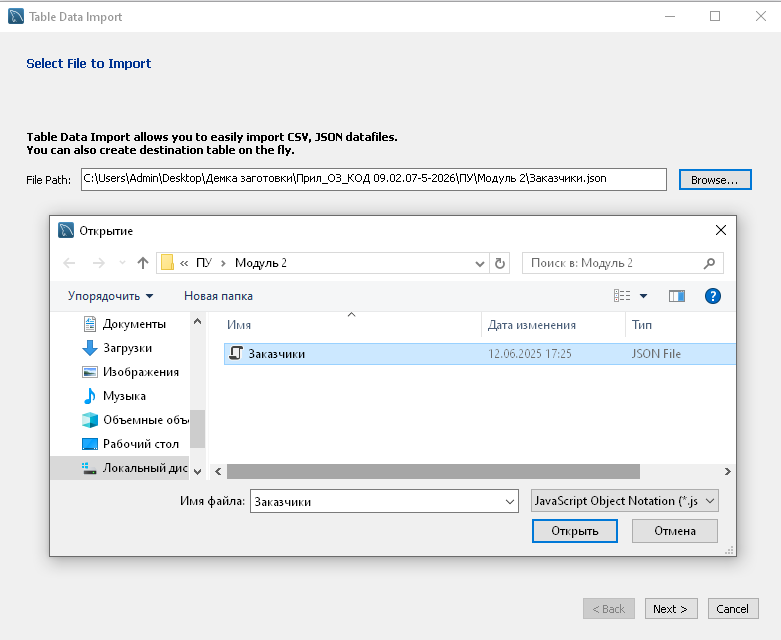 Table Data Import
Select File to Import
Table Data Import allows you to easily import CSV, JSON datafiles.
You can also create destination table on the fly.
File Path: C:\Users\Admin\Desktop\Демка заготовки\Прил_ОЗ_КОД 09.02.07-5-2026\ПУ\Модуль 2\Заказчики.json Browse...
Открытие
« ПУ › Модуль 2 Поиск в: Модуль 2
Упорядочить Новая папка
Имя Дата изменения Тип
Документы
Загрузки
Изображения
Музыка
Объемные объ
Рабочий стол
Локальный дис
Заказчики 12.06.2025 17:25 JSON File
Имя файла: Заказчики JavaScript Object Notation (*.js
Открыть Отмена
< Back Next > Cancel